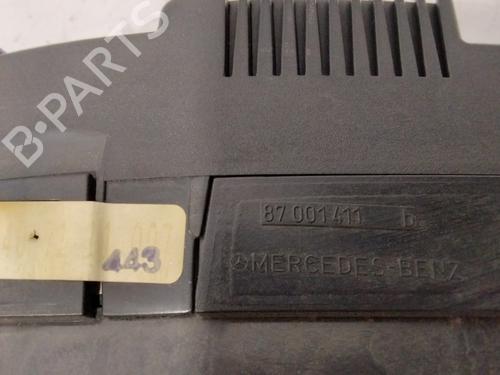 B-PARTS
87 001 411 b
MERCEDES-BENZ
443